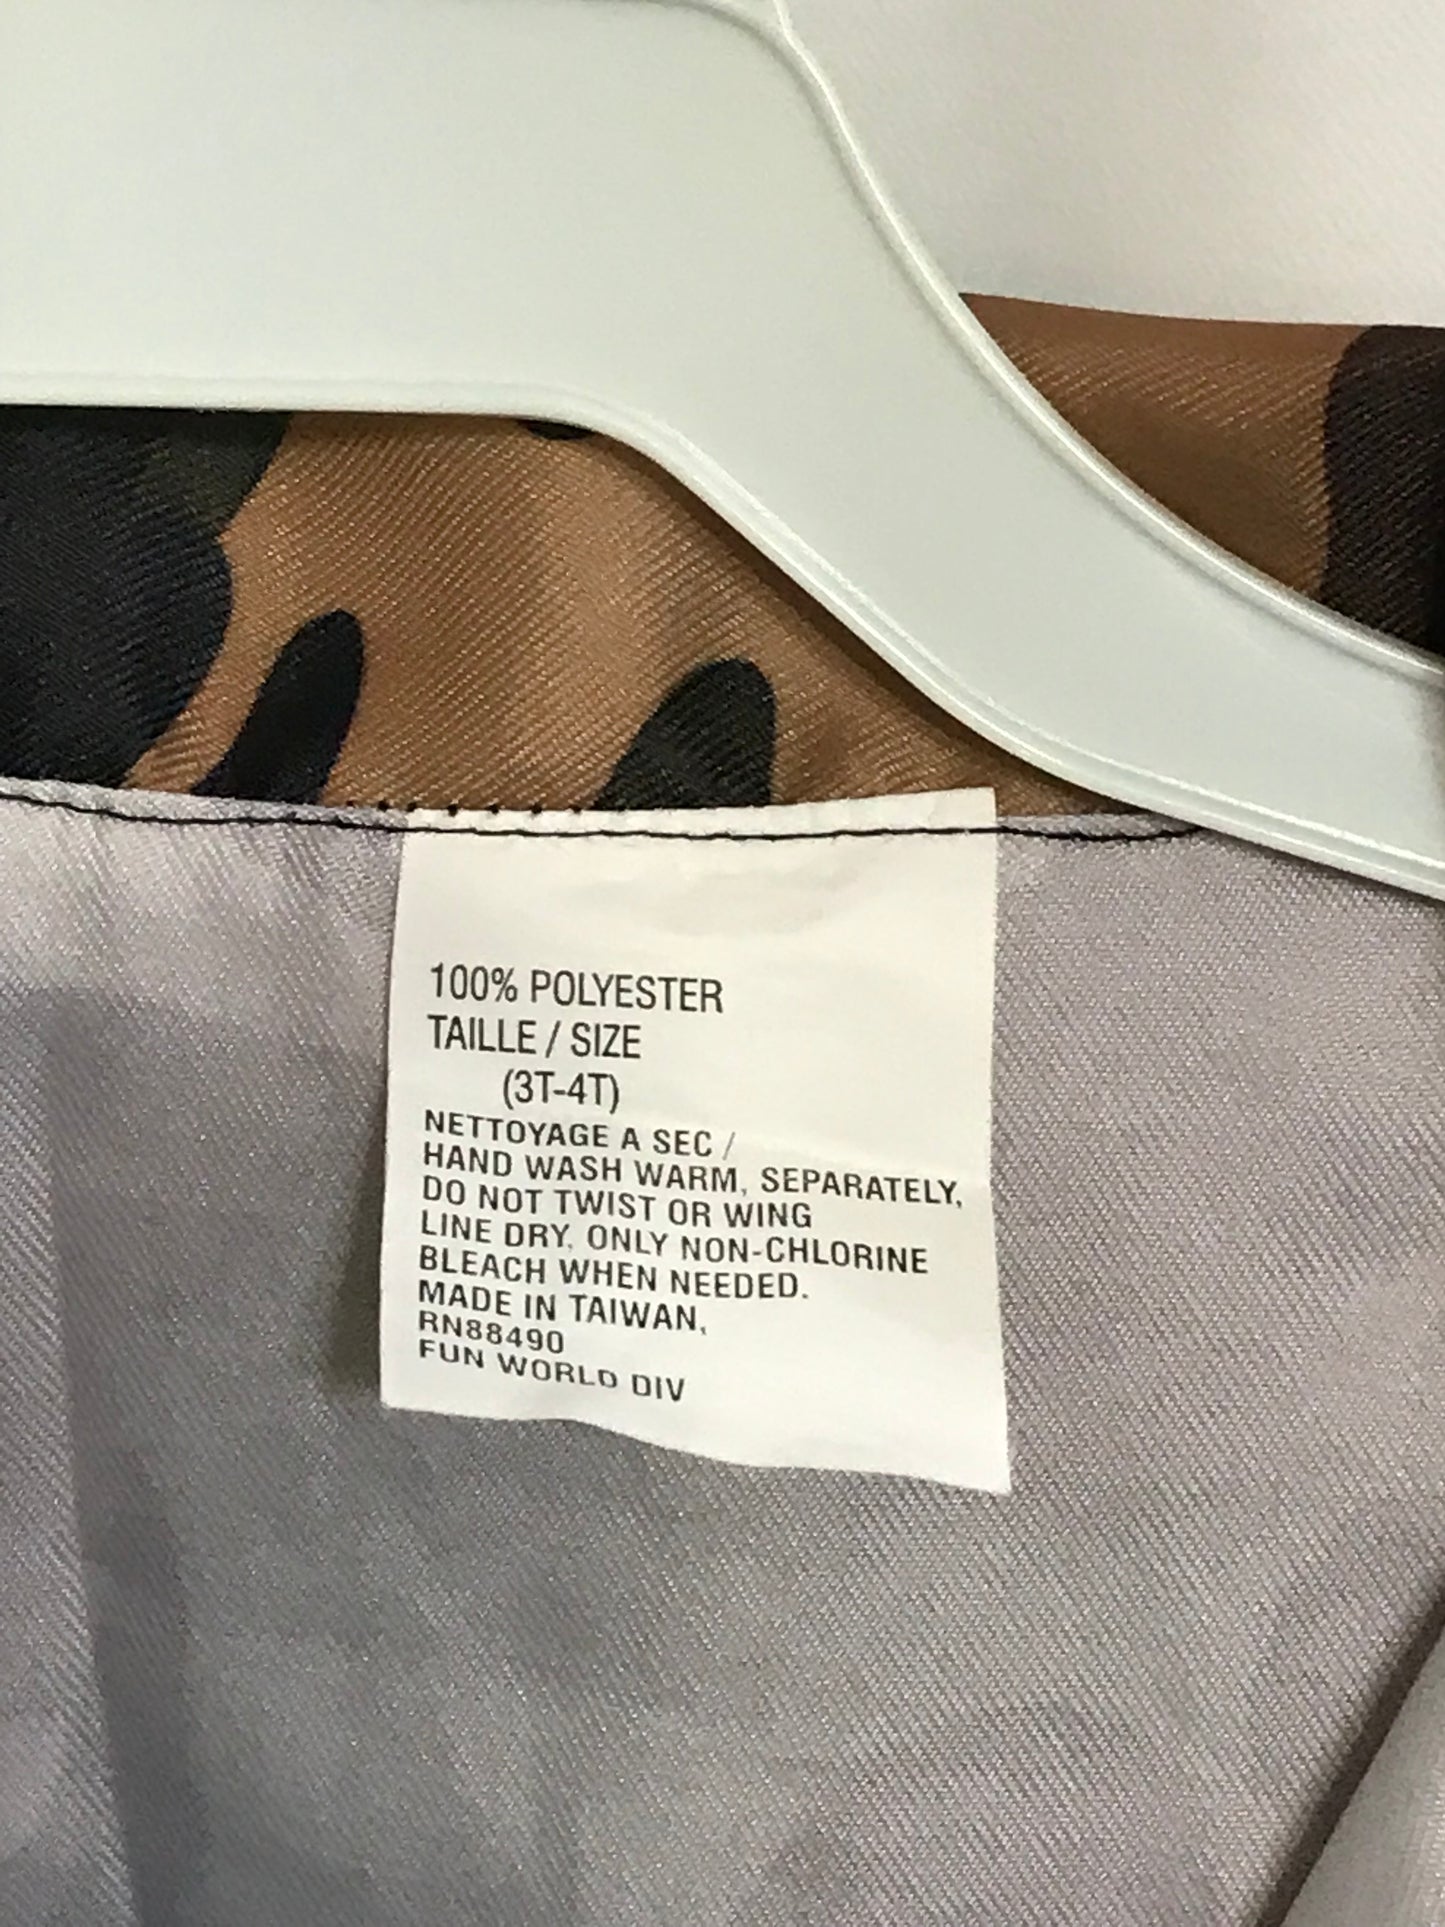 100% POLYESTER
TAILLE / SIZE
(3T-4T)
NETTOYAGE A SEC /
HAND WASH WARM, SEPARATELY,
DO NOT TWIST OR WING
LINE DRY, ONLY NON-CHLORINE
BLEACH WHEN NEEDED.
MADE IN TAIWAN,
RN88490
FUN WORLD DIV